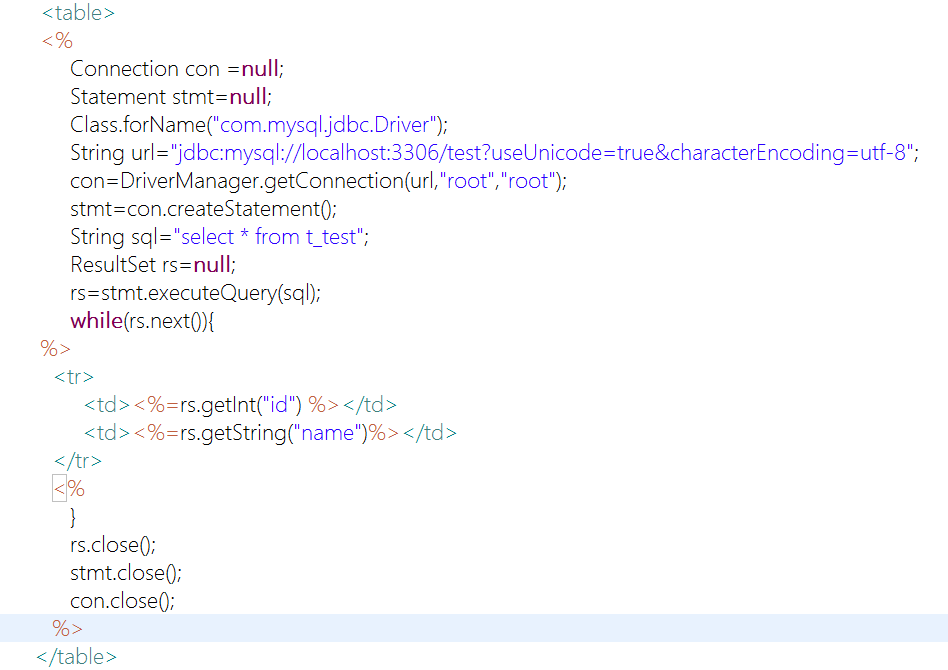 <table>
<%
Connection con =null;
Statement stmt=null;
Class.forName("com.mysql.jdbc.Driver");
String url="jdbc:mysql://localhost:3306/test?useUnicode=true&characterEncoding=utf-8";
con=DriverManager.getConnection(url,"root","root");
stmt=con.createStatement();
String sql="select * from t_test";
ResultSet rs=null;
rs=stmt.executeQuery(sql);
while(rs.next()){
%>
<tr>
<td><%=rs.getInt("id") %></td>
<td><%=rs.getString("name")%></td>
</tr>
<%
}
rs.close();
stmt.close();
con.close();
%>
</table>